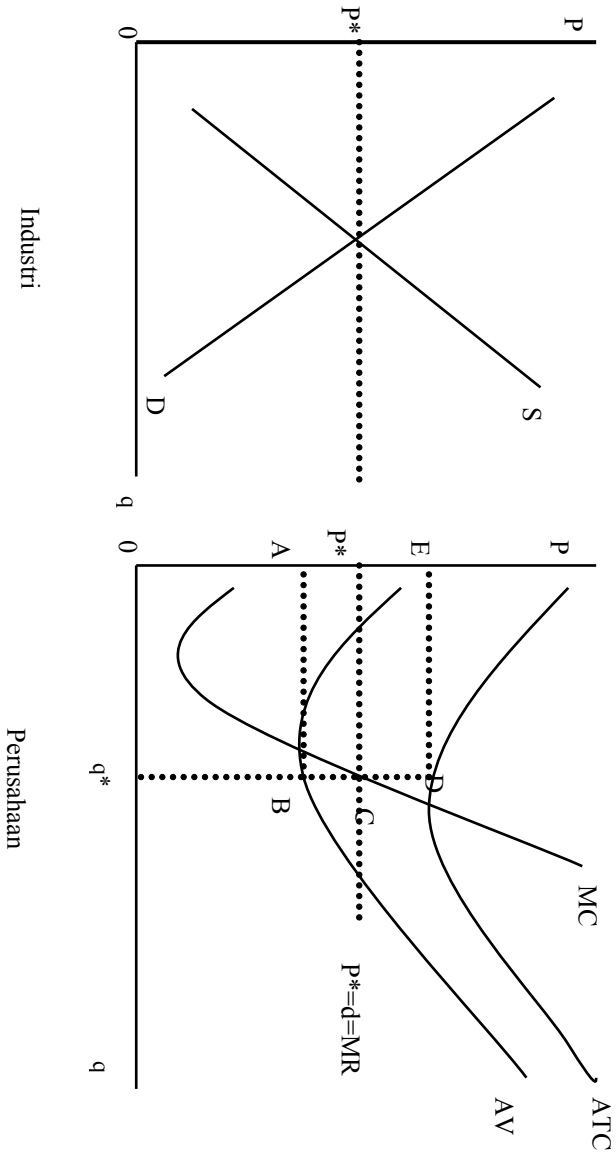 P
P*
0
D
S
q
Industri
P
E
P*
A
0
D
C
B
q*
MC
P*=d=MR
ATC
AV
q
Perusahaan